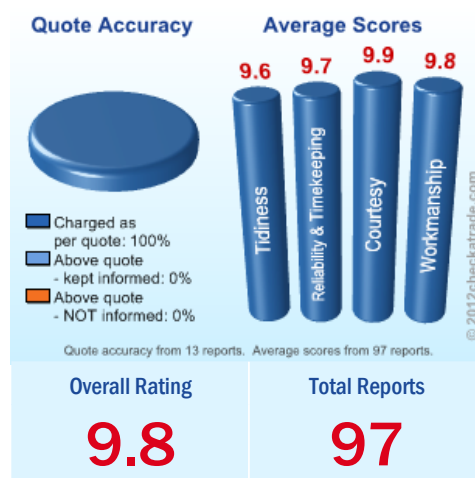 Quote Accuracy
Average Scores
9.6
9.7
9.9
9.8
Tidiness
Reliability & Timekeeping
Courtesy
Workmanship
Charged as
per quote: 100%
Above quote
- kept informed: 0%
Above quote
- NOT informed: 0%
© 2012checkatrade.com
Quote accuracy from 13 reports. Average scores from 97 reports.
Overall Rating
Total Reports
9.8
97